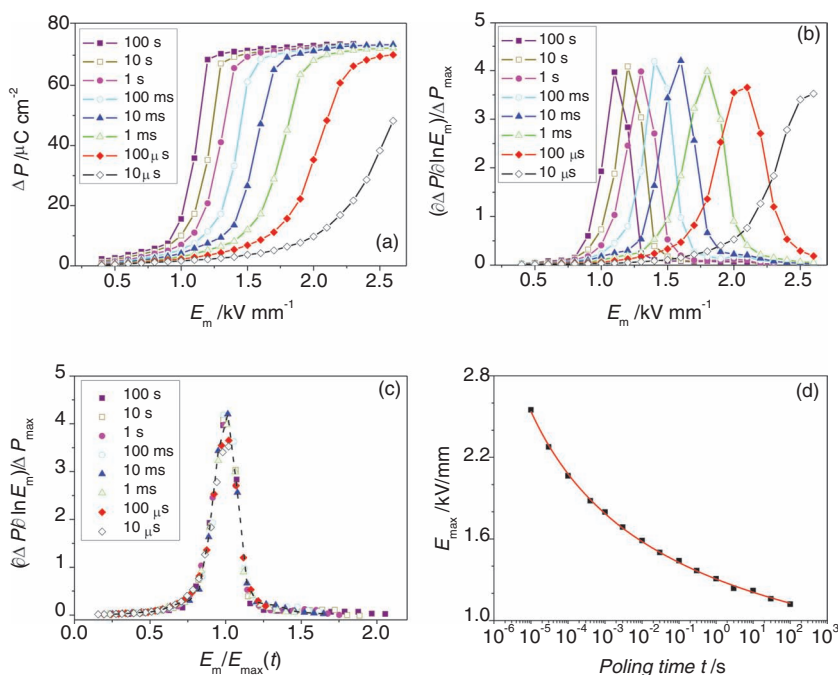 (a)
100 s
10 s
1 s
100 ms
10 ms
1 ms
100μ s
10μ s
80
60
40
20
0
0.5 1.0 1.5 2.0 2.5
ΔP/μC cm⁻²
Eₘ /kV mm⁻¹
(b)
100 s
10 s
1 s
100 ms
10 ms
1 ms
100 μs
10 μs
5
4
3
2
1
0
0.5 1.0 1.5 2.0 2.5
(∂ΔP/∂lnEₘ)/ΔPₘₐₓ
Eₘ /kV mm⁻¹
(c)
100 s
10 s
1 s
100 ms
10 ms
1 ms
100 μs
10 μs
5
4
3
2
1
0
0.0 0.5 1.0 1.5 2.0
(∂ΔP/∂lnEₘ)/ΔPₘₐₓ
Eₘ/Eₘₐₓ(t)
(d)
2.8
2.2
1.6
1.0
10⁻⁶ 10⁻⁵ 10⁻⁴ 10⁻³ 10⁻² 10⁻¹ 10⁰ 10¹ 10² 10³
Eₘₐₓ /kV/mm
Poling time t /s